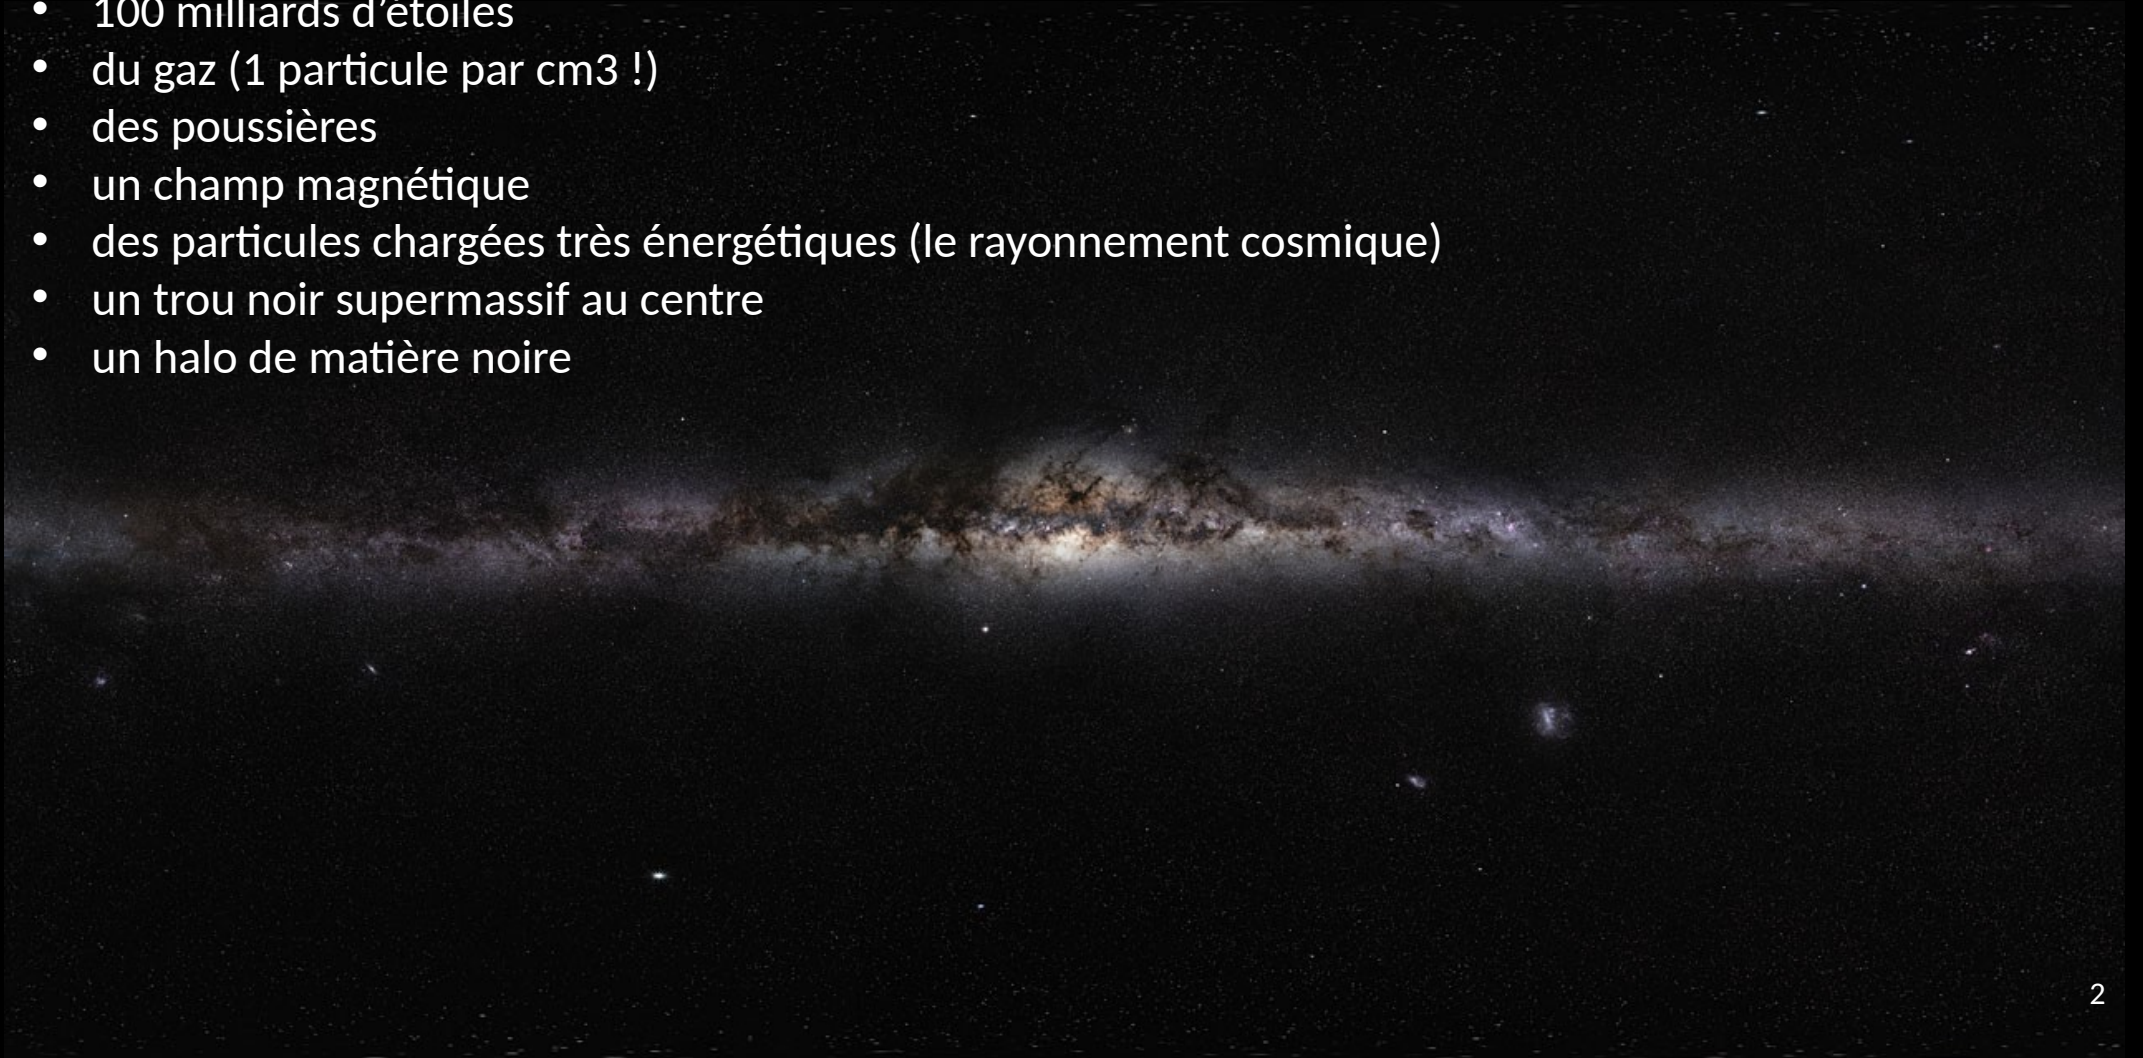 • 100 milliards d’étoiles
• du gaz (1 particule par cm3 !)
• des poussières
• un champ magnétique
• des particules chargées très énergétiques (le rayonnement cosmique)
• un trou noir supermassif au centre
• un halo de matière noire
2